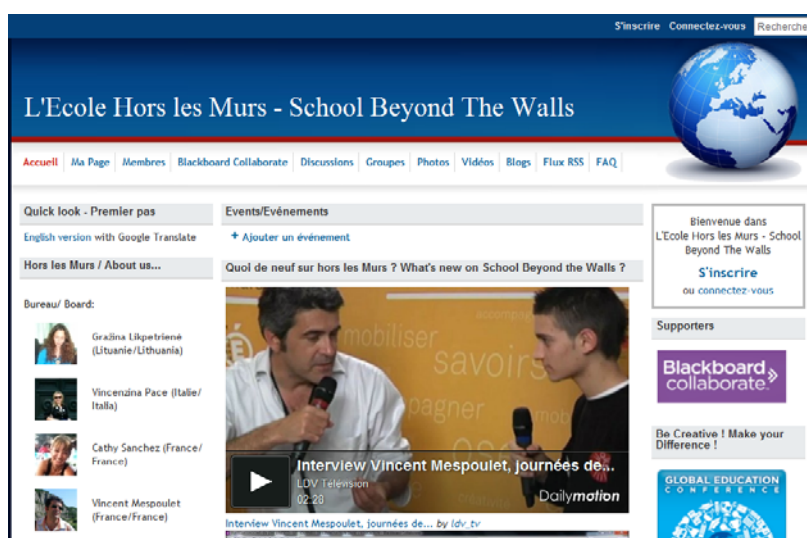 S'inscrire Connectez-vous Recherche
L'Ecole Hors les Murs - School Beyond The Walls
Accueil Ma Page Membres Blackboard Collaborate Discussions Groupes Photos Vidéos Blogs Flux RSS FAQ
Quick look - Premier pas
English version with Google Translate
Hors les Murs / About us...
Bureau/ Board:
Gražina Likpetrienė
(Lituanie/Lithuania)
Vincenzina Pace (Italie/
Italia)
Cathy Sanchez (France/
France)
Vincent Mespoulet
(France/France)
Events/Evénements
+ Ajouter un événement
Quoi de neuf sur hors les Murs ? What's new on School Beyond the Walls ?
mobiliser
savoirs
Interview Vincent Mespoulet, journées de...
LDV Télévision
02:28
Dailymotion
Interview Vincent Mespoulet, journées de... by ldv_tv
Bienvenue dans
L'Ecole Hors les Murs - School
Beyond The Walls
S'inscrire
ou connectez-vous
Supporters
Blackboard
collaborate.
Be Creative ! Make your
Difference !
GLOBAL EDUCATION
CONFERENCE